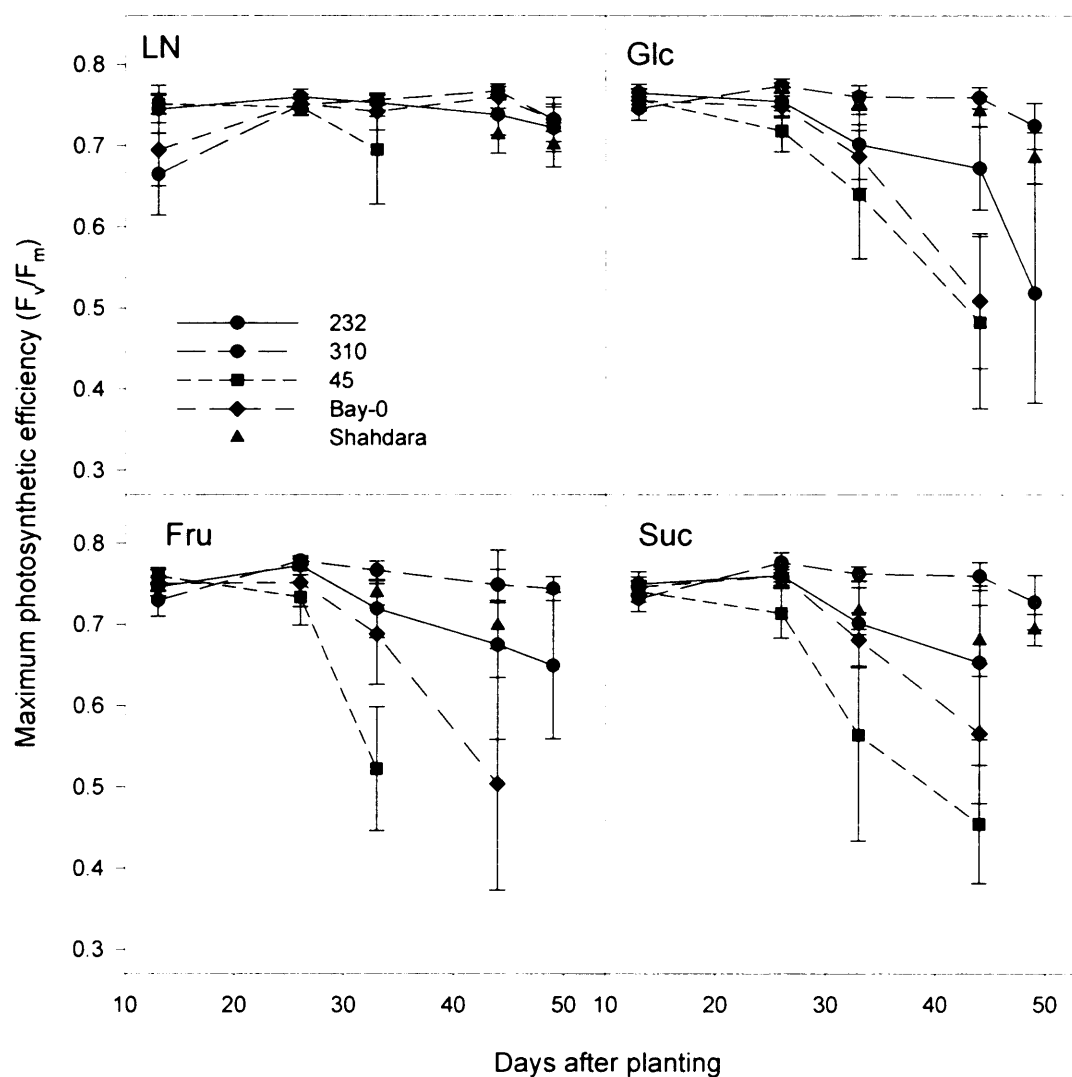 LN
Glc
0.8
0.7
0.6
0.5
0.4
0.3
232
310
45
Bay-0
Shahdara
Maximum photosynthetic efficiency (Fv/Fm)
Fru
Suc
0.8
0.7
0.6
0.5
0.4
0.3
10 20 30 40 50 10 20 30 40 50
Days after planting